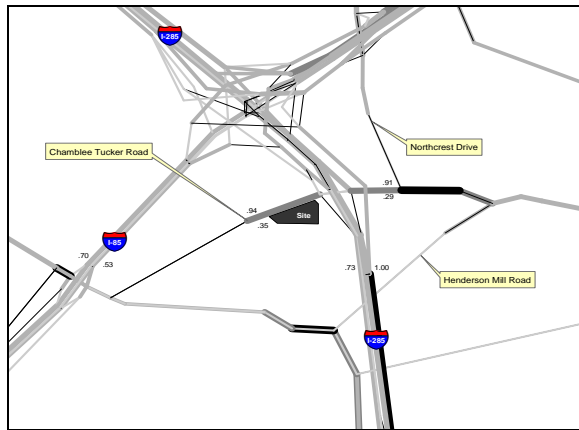 I-285
Chamblee Tucker Road
Northcrest Drive
.91
.29
.94
.35
Site
I-85
.70
.53
.73
1.00
Henderson Mill Road
I-285